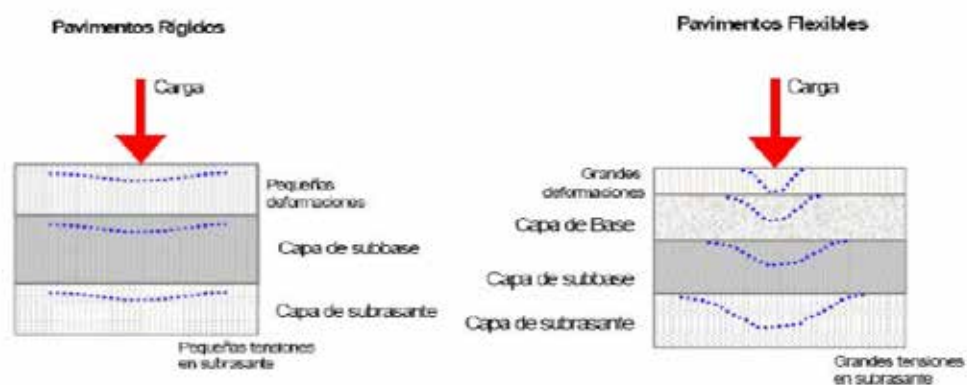 Pavimentos Rígidos
Carga
Pequeñas
deformaciones
Capa de subbase
Capa de subrasante
Pequeñas tensiones
en subrasante
Pavimentos Flexibles
Carga
Grandes
deformaciones
Capa de Base
Capa de subbase
Capa de subrasante
Grandes tensiones
en subrasante